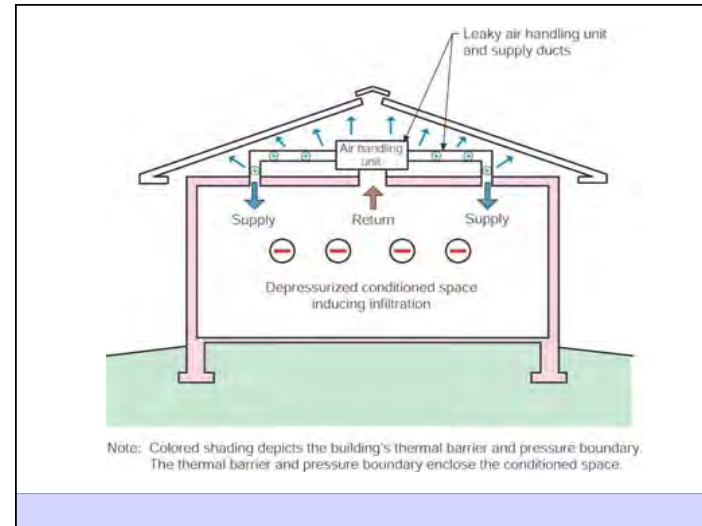 Leaky air handling unit
and supply ducts
Air handling
unit
Supply
Return
Supply
Depressurized conditioned space
inducing infiltration
Note: Colored shading depicts the building's thermal barrier and pressure boundary.
The thermal barrier and pressure boundary enclose the conditioned space.